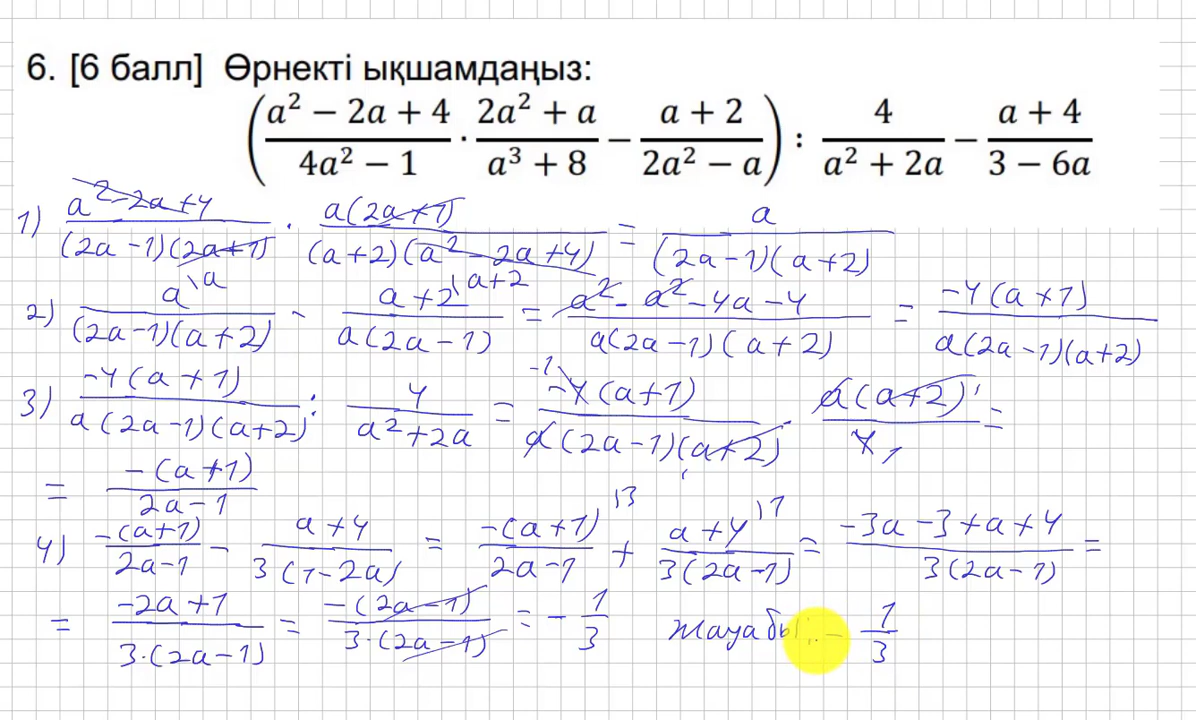 6. [6 балл] Өрнекті ықшамдаңыз:
((a² − 2a + 4)/(4a² − 1) · (2a² + a)/(a³ + 8) − (a + 2)/(2a² − a)) : 4/(a² + 2a) − (a + 4)/(3 − 6a)
1) (a² - 2a + 4)/((2a - 1)(2a + 1)) · a(2a + 1)/((a + 2)(a² - 2a + 4)) = a/((2a - 1)(a + 2))
2) a\a/((2a - 1)(a + 2)) - (a + 2\a+2)/(a(2a - 1)) = (a² - a² - 4a - 4)/(a(2a - 1)(a + 2)) = -4(a + 1)/(a(2a - 1)(a + 2))
3) -4(a + 1)/(a(2a - 1)(a + 2)) : 4/(a² + 2a) = -1\-4(a + 1)/(a(2a - 1)(a + 2)) · a(a + 2)/4 =
= -(a + 1)/(2a - 1)
4) -(a + 1)/(2a - 1) - (a + 4)/(3(1 - 2a)) = -(a + 1)\3/(2a - 1) + (a + 4)\1/(3(2a - 1)) = (-3a - 3 + a + 4)/(3(2a - 1)) =
= (-2a + 1)/(3·(2a - 1)) = -(2a - 1)/(3·(2a - 1)) = - 1/3 жауабы: - 1/3